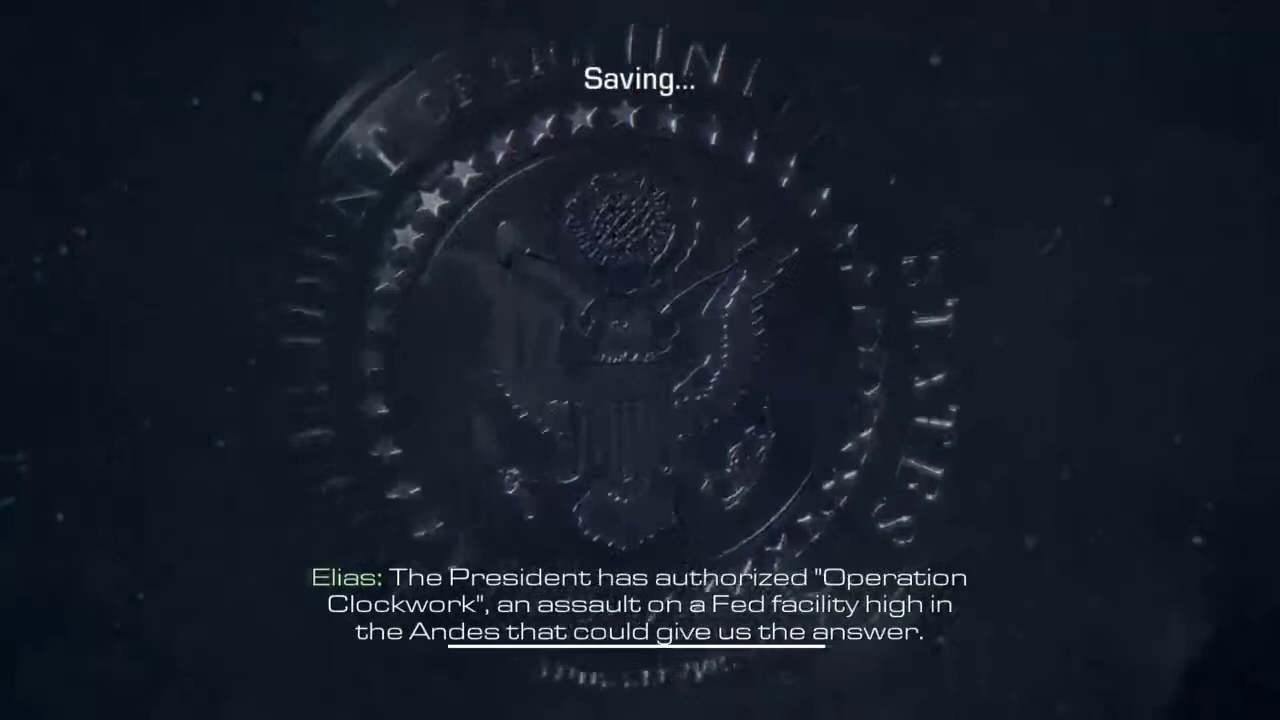 Saving...
Elias: The President has authorized "Operation
Clockwork", an assault on a Fed facility high in
the Andes that could give us the answer.